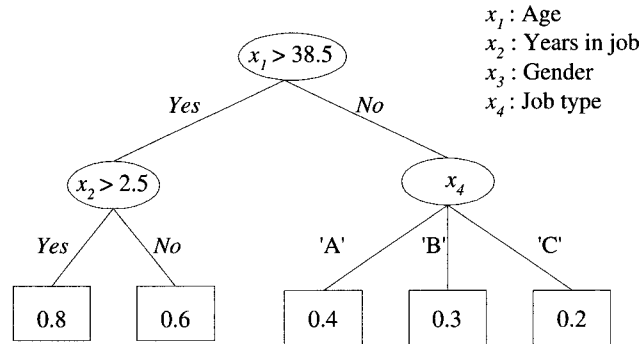 x1 : Age
x2 : Years in job
x3 : Gender
x4 : Job type
x1 > 38.5
Yes No
x2 > 2.5 x4
Yes No 'A' 'B' 'C'
0.8 0.6 0.4 0.3 0.2